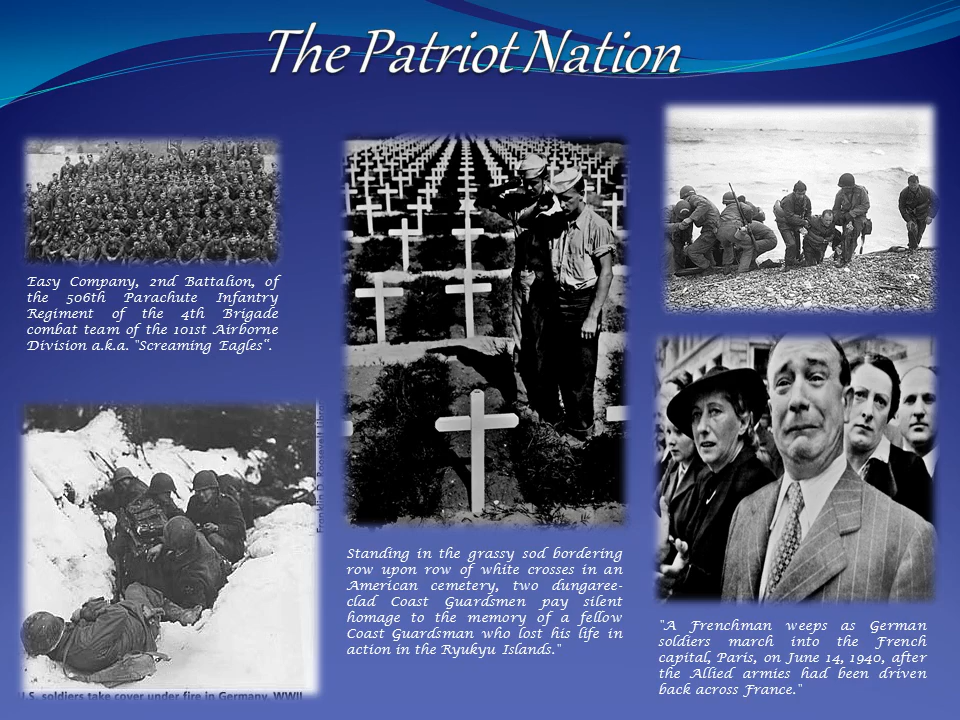 The Patriot Nation
Easy Company, 2nd Battalion, of
the 506th Parachute Infantry
Regiment of the 4th Brigade
combat team of the 101st Airborne
Division a.k.a. "Screaming Eagles“.
Franklin D. Roosevelt Libra
U.S. soldiers take cover under fire in Germany, WWII
Standing in the grassy sod bordering
row upon row of white crosses in an
American cemetery, two dungaree-
clad Coast Guardsmen pay silent
homage to the memory of a fellow
Coast Guardsman who lost his life in
action in the Ryukyu Islands."
"A Frenchman weeps as German
soldiers march into the French
capital, Paris, on June 14, 1940, after
the Allied armies had been driven
back across France."